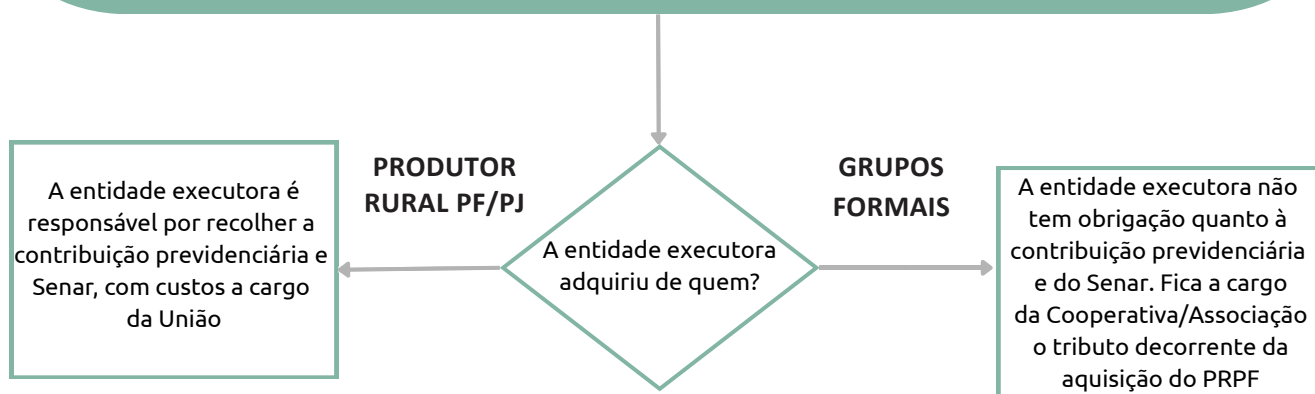 A entidade executora é
responsável por recolher a
contribuição previdenciária e
Senar, com custos a cargo
da União
PRODUTOR
RURAL PF/PJ
A entidade executora
adquiriu de quem?
GRUPOS
FORMAIS
A entidade executora não
tem obrigação quanto à
contribuição previdenciária
e do Senar. Fica a cargo
da Cooperativa/Associação
o tributo decorrente da
aquisição do PRPF